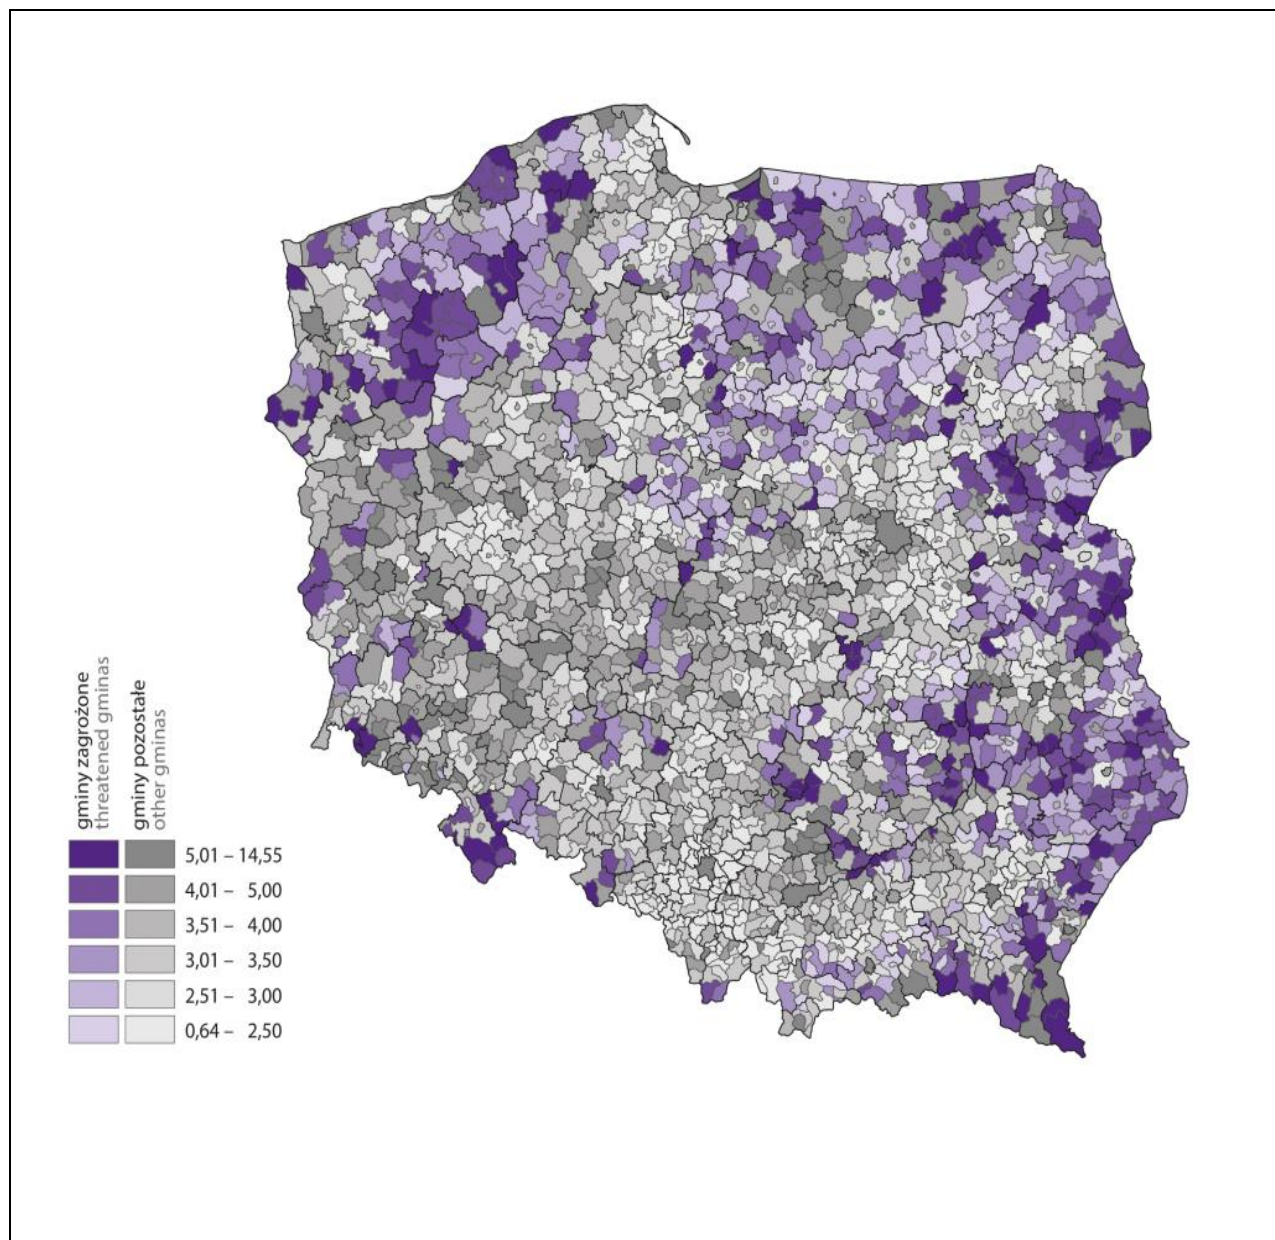 gminy zagrożone
threatened gminas
gminy pozostałe
other gminas
5,01 – 14,55
4,01 – 5,00
3,51 – 4,00
3,01 – 3,50
2,51 – 3,00
0,64 – 2,50